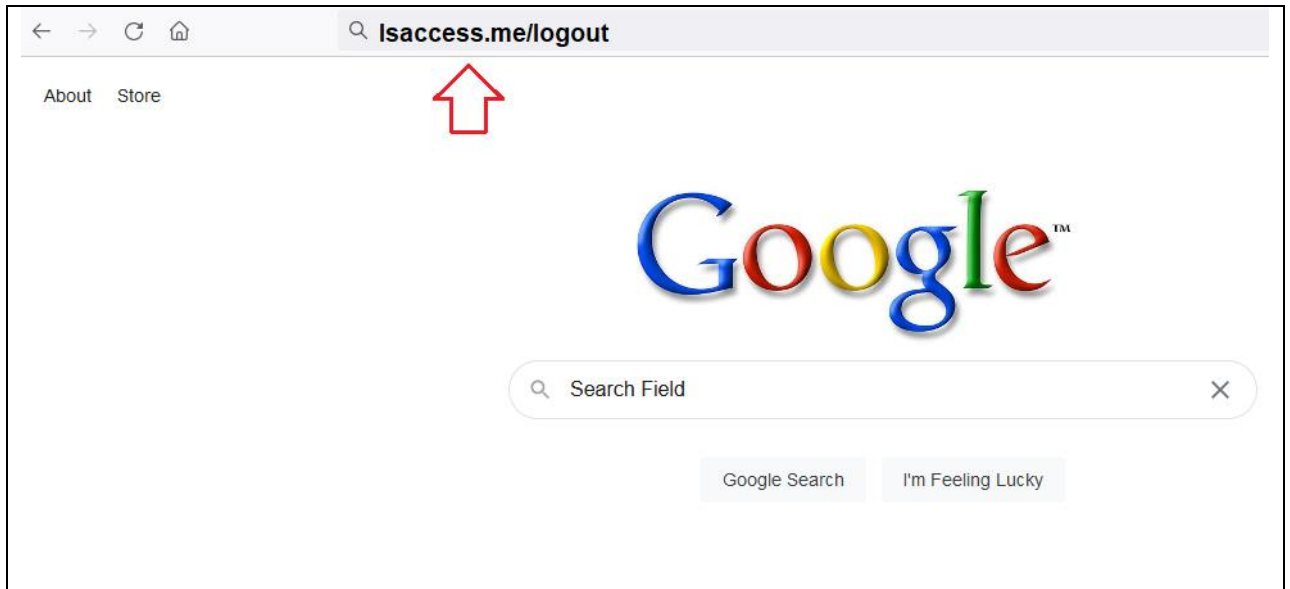 lsaccess.me/logout
About Store
Google™
Search Field
Google Search I'm Feeling Lucky